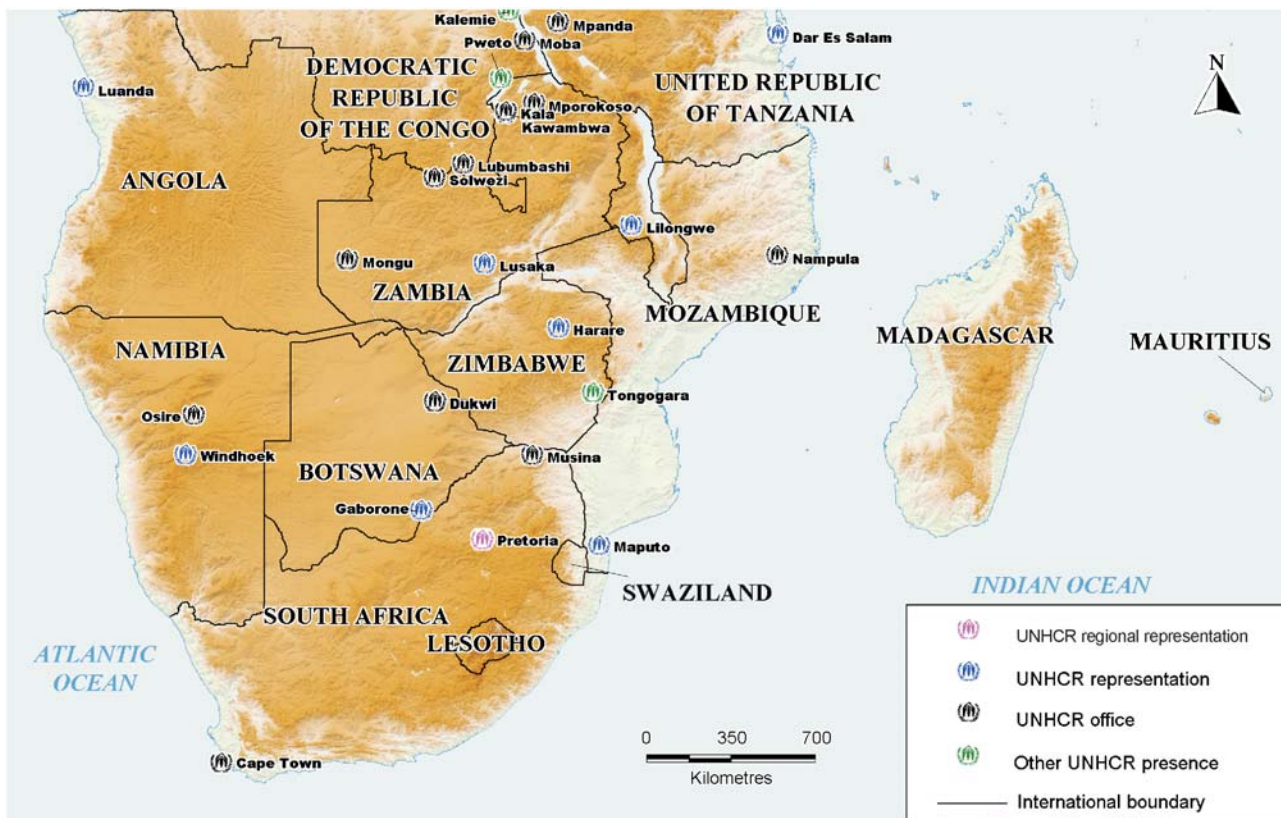 Kalemie
Mpanda
Dar Es Salam
N
Pweto
Moba
DEMOCRATIC
REPUBLIC
OF THE CONGO
UNITED REPUBLIC
OF TANZANIA
Luanda
Mporokoso
Kala
Kawambwa
Lubumbashi
Solwezi
ANGOLA
Lilongwe
Nampula
Mongu
Lusaka
ZAMBIA
MOZAMBIQUE
Harare
MADAGASCAR
MAURITIUS
NAMIBIA
ZIMBABWE
Tongogara
Dukwi
Osire
Windhoek
Musina
BOTSWANA
Gaborone
Pretoria
Maputo
SWAZILAND
INDIAN OCEAN
SOUTH AFRICA
LESOTHO
ATLANTIC
OCEAN
Cape Town
0 350 700
Kilometres
UNHCR regional representation
UNHCR representation
UNHCR office
Other UNHCR presence
International boundary